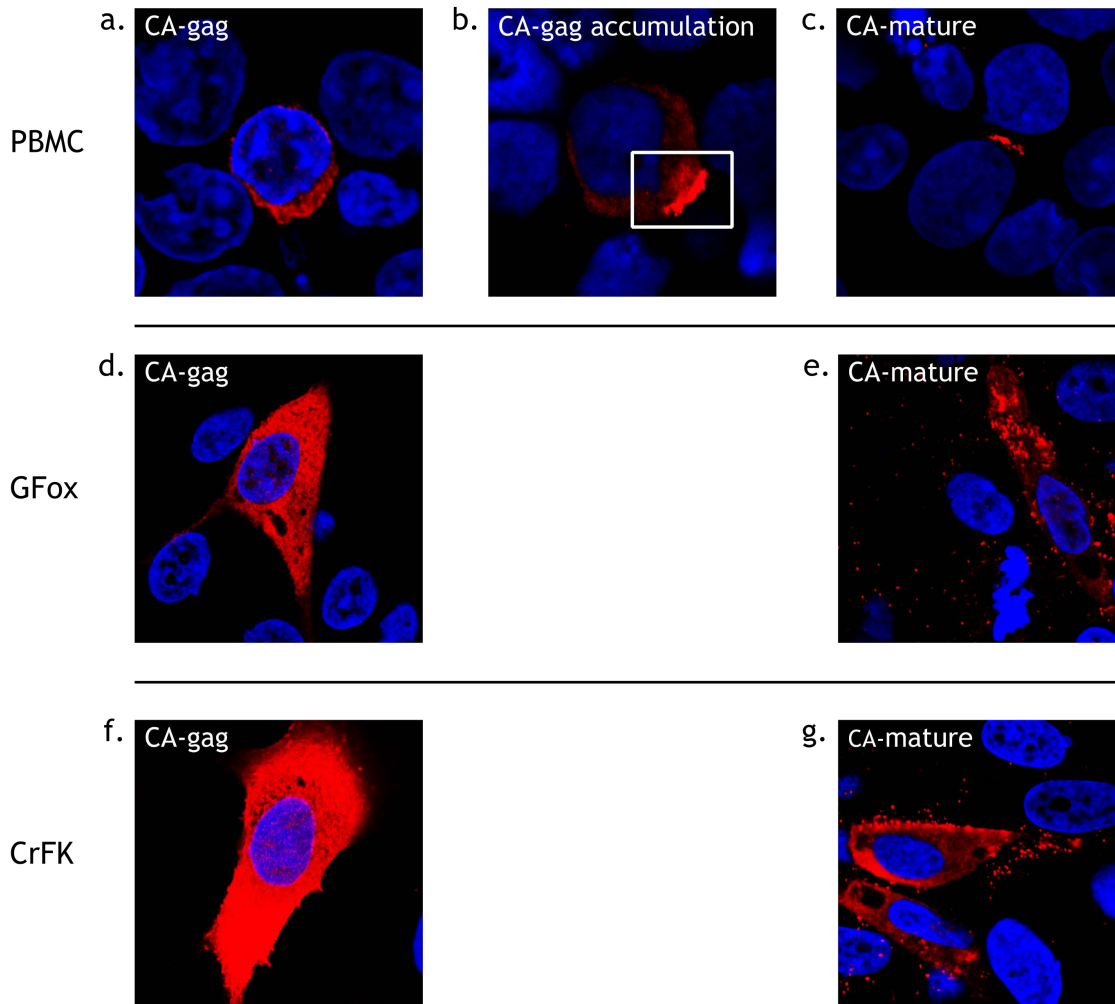 a. CA-gag
b. CA-gag accumulation
c. CA-mature
PBMC
d. CA-gag
e. CA-mature
GFox
f. CA-gag
g. CA-mature
CrFK